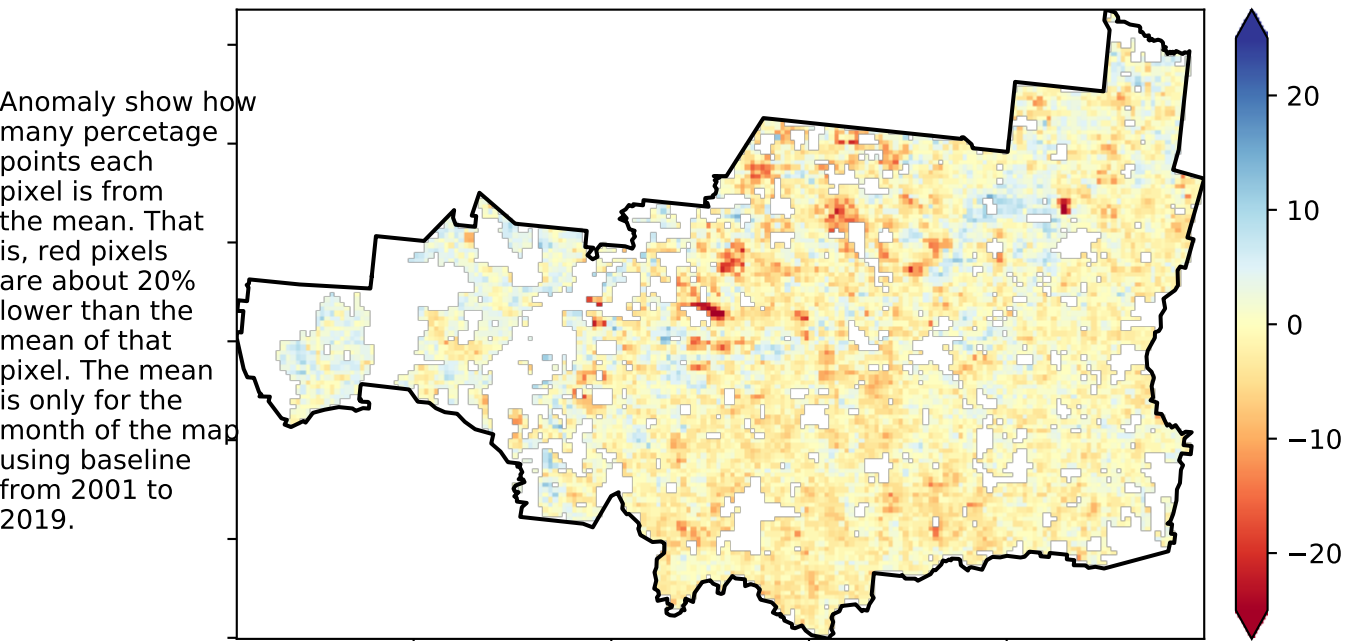 Anomaly show how
many percetage
points each
pixel is from
the mean. That
is, red pixels
are about 20%
lower than the
mean of that
pixel. The mean
is only for the
month of the map
using baseline
from 2001 to
2019.
20
10
0
−10
−20